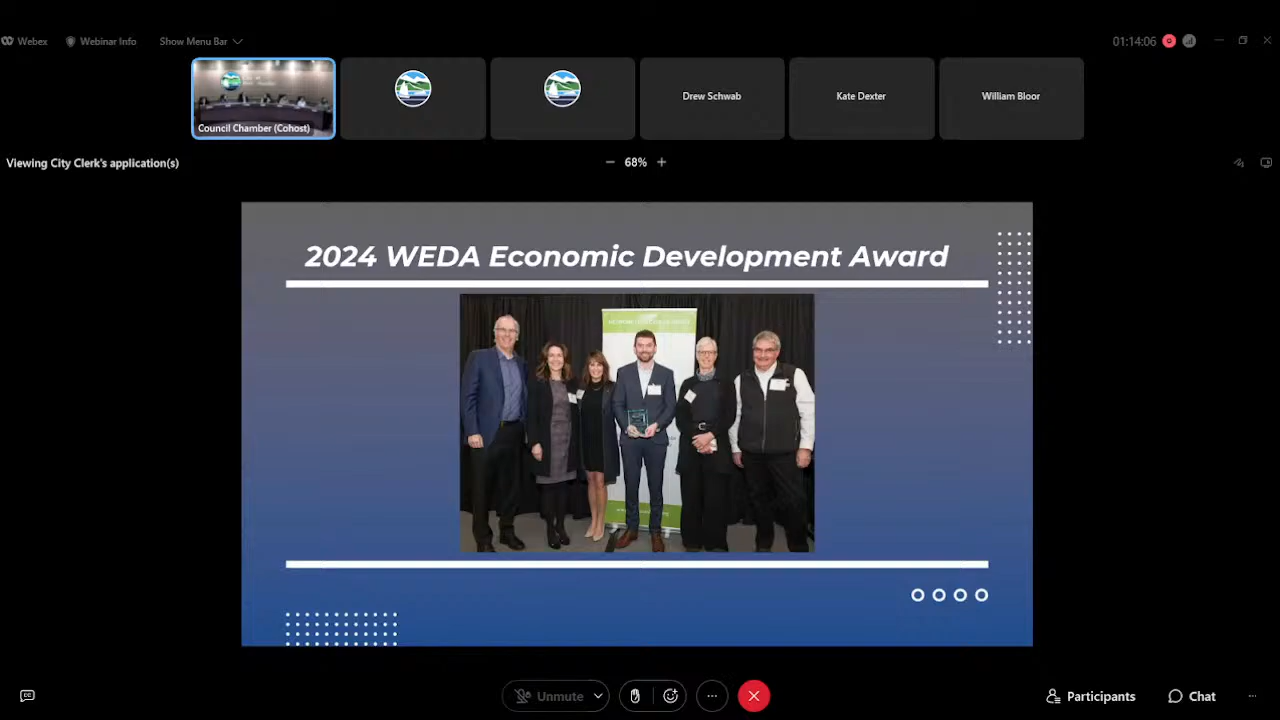 Webex
Webinar Info
Show Menu Bar
01:14:06
Council Chamber (Cohost)
Drew Schwab
Kate Dexter
William Bloor
Viewing City Clerk's application(s)
68%
2024 WEDA Economic Development Award
Unmute
Participants
Chat